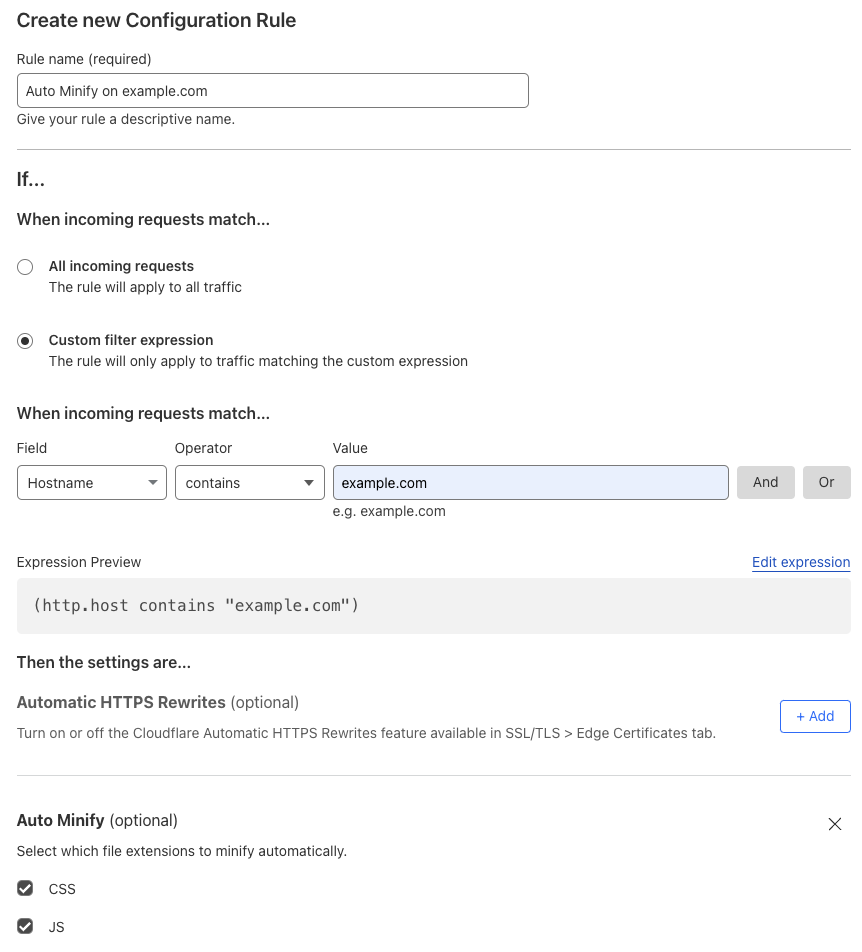 Create new Configuration Rule
Rule name (required)
Auto Minify on example.com
Give your rule a descriptive name.
If...
When incoming requests match...
All incoming requests
The rule will apply to all traffic
Custom filter expression
The rule will only apply to traffic matching the custom expression
When incoming requests match...
Field Operator Value
Hostname contains example.com And Or
e.g. example.com
Expression Preview Edit expression
(http.host contains "example.com")
Then the settings are...
Automatic HTTPS Rewrites (optional)
+ Add
Turn on or off the Cloudflare Automatic HTTPS Rewrites feature available in SSL/TLS > Edge Certificates tab.
Auto Minify (optional)
Select which file extensions to minify automatically.
CSS
JS